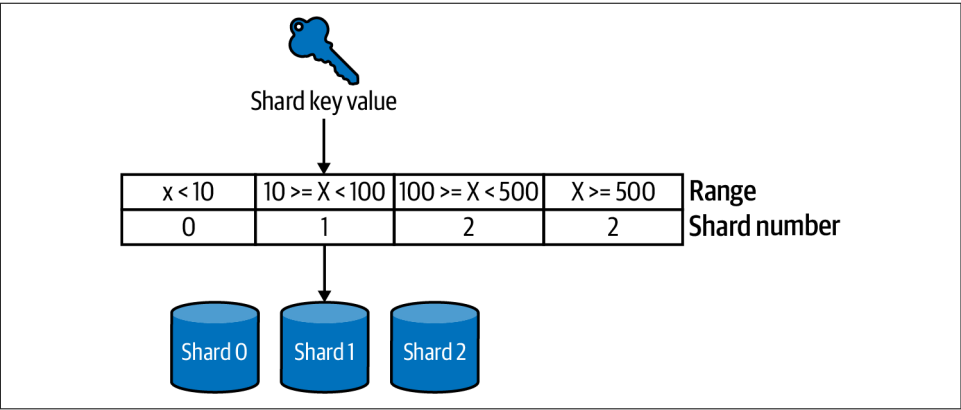 Shard key value
x < 10 10 >= X < 100 100 >= X < 500 X >= 500 Range
0 1 2 2 Shard number
Shard 0 Shard 1 Shard 2